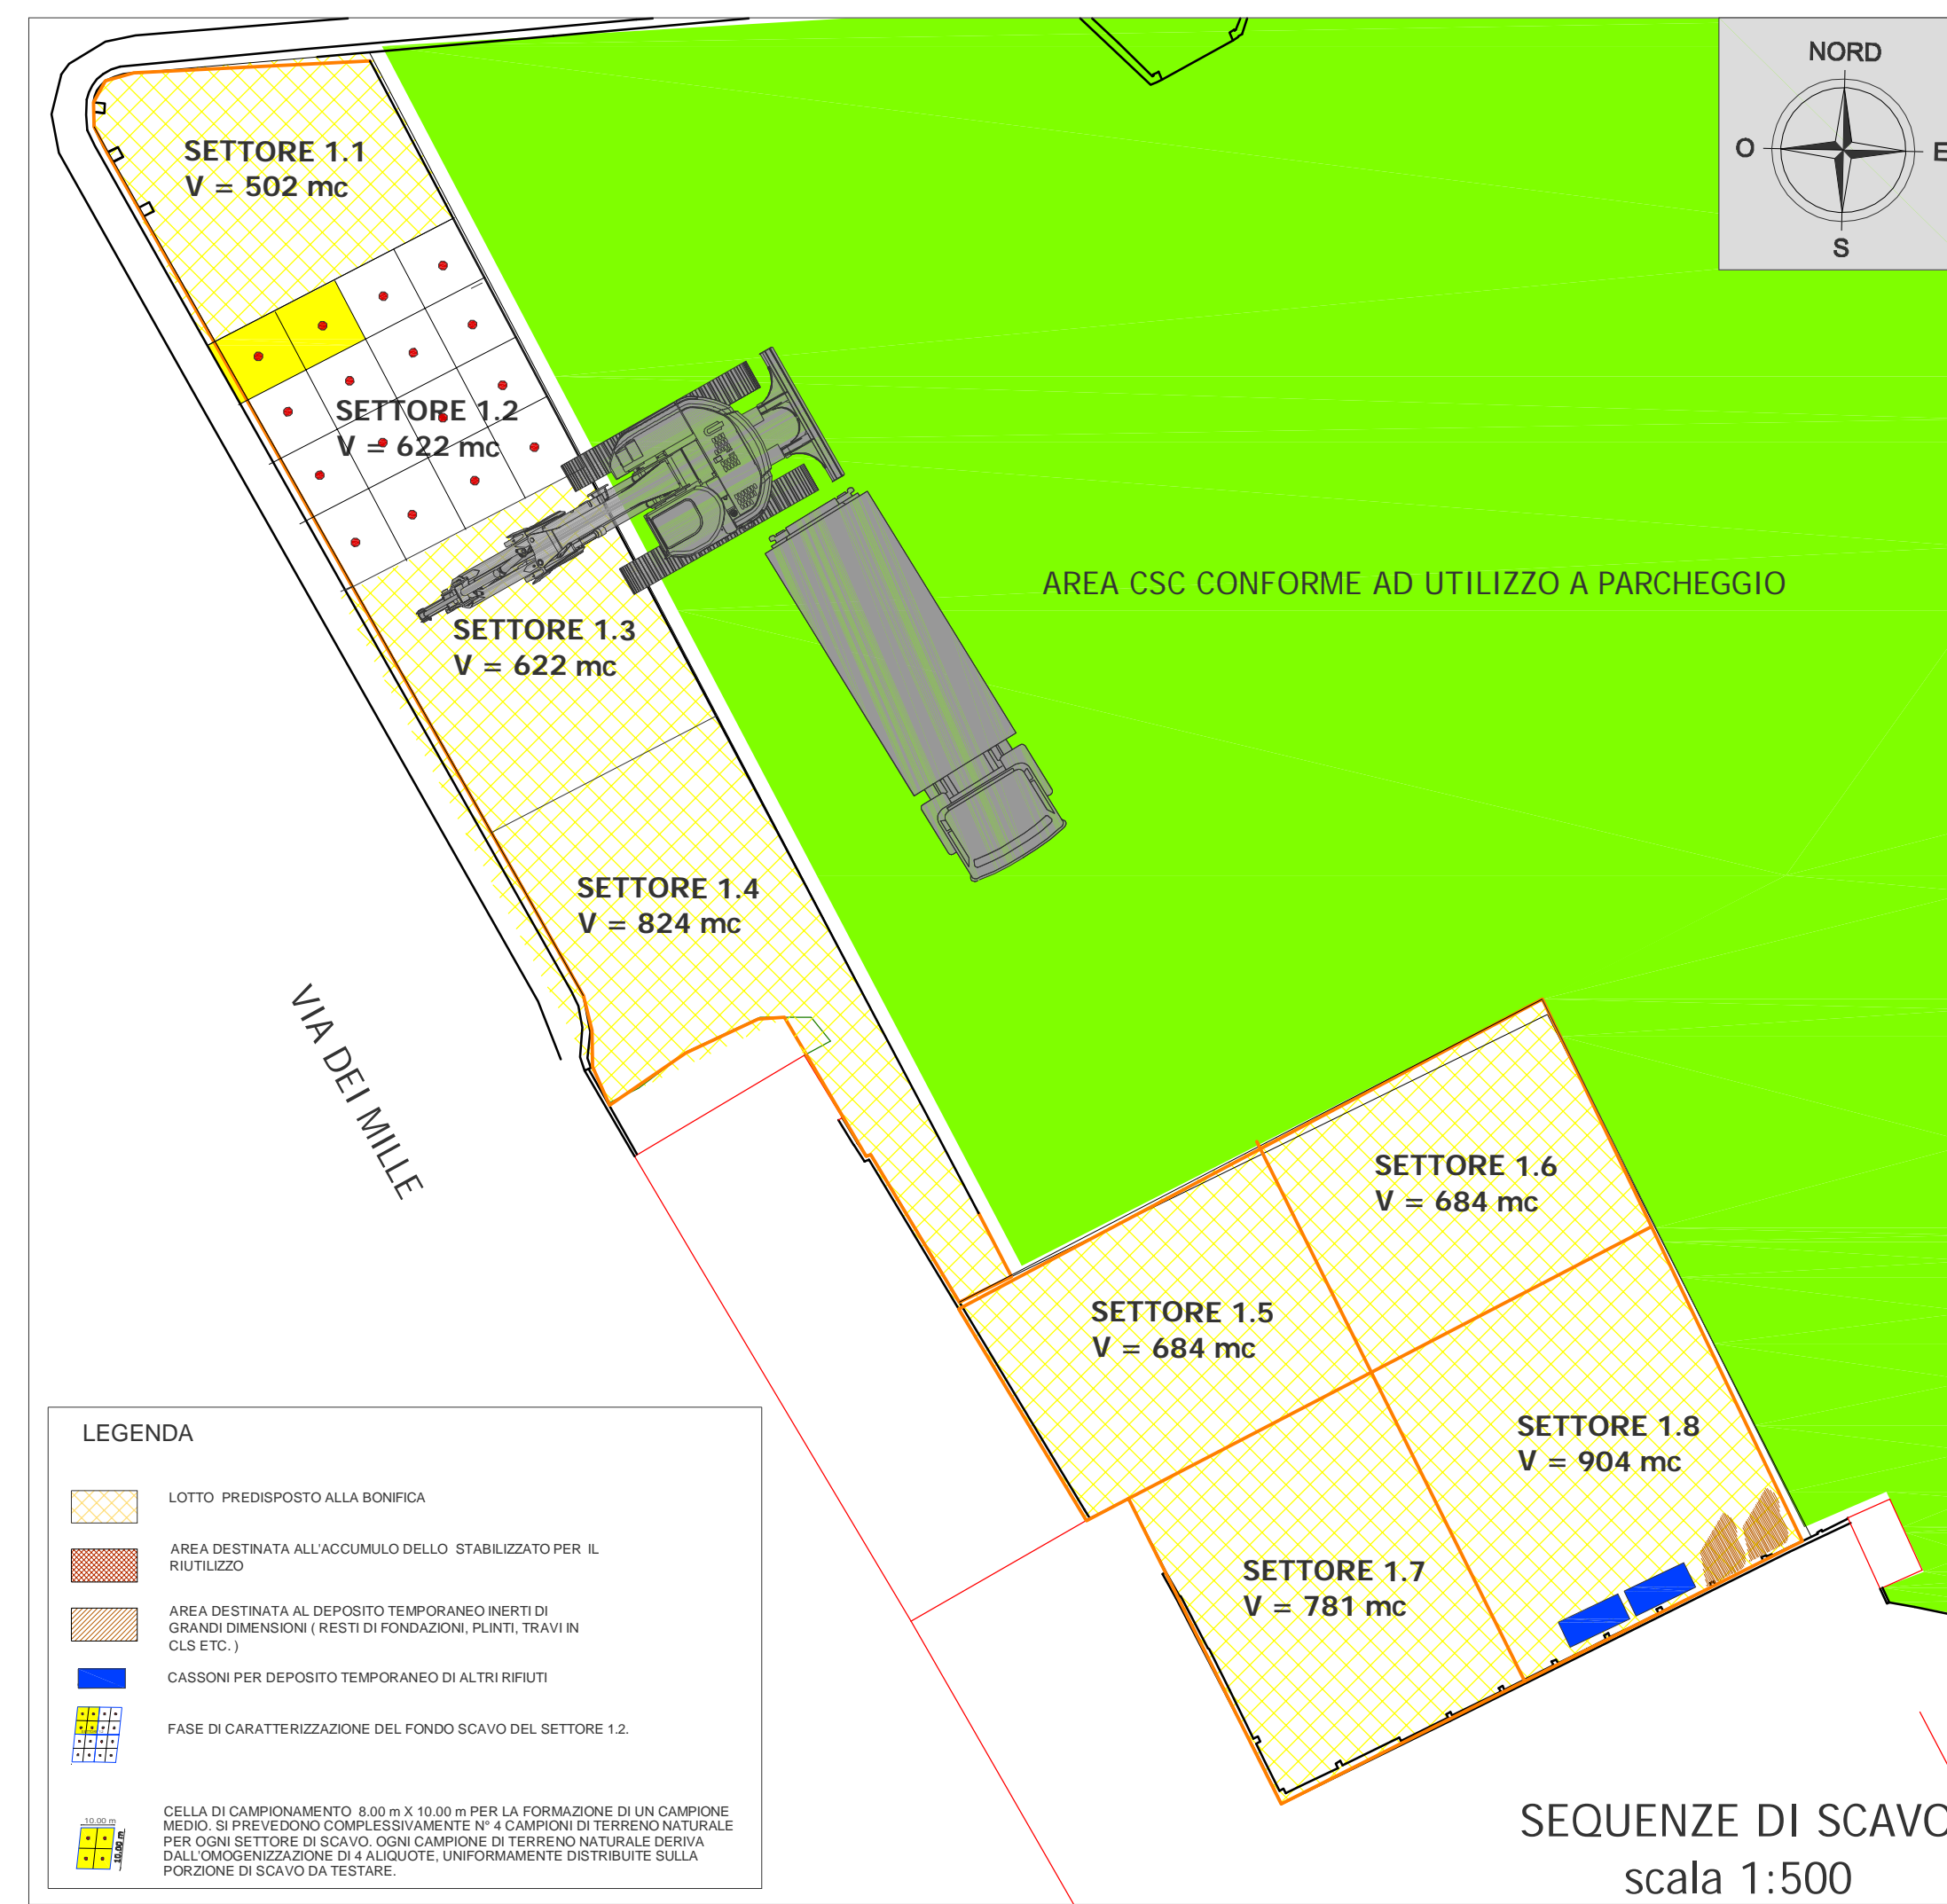 NORD
O
E
S
SETTORE 1.1
V = 502 mc
SETTORE 1.2
V = 622 mc
SETTORE 1.3
V = 622 mc
AREA CSC CONFORME AD UTILIZZO A PARCHEGGIO
SETTORE 1.4
V = 824 mc
VIA DEI MILLE
SETTORE 1.6
V = 684 mc
SETTORE 1.5
V = 684 mc
SETTORE 1.8
V = 904 mc
SETTORE 1.7
V = 781 mc
LEGENDA
LOTTO PREDISPOSTO ALLA BONIFICA
AREA DESTINATA ALL'ACCUMULO DELLO STABILIZZATO PER IL
RIUTILIZZO
AREA DESTINATA AL DEPOSITO TEMPORANEO INERTI DI
GRANDI DIMENSIONI ( RESTI DI FONDAZIONI, PLINTI, TRAVI IN
CLS ETC. )
CASSONI PER DEPOSITO TEMPORANEO DI ALTRI RIFIUTI
FASE DI CARATTERIZZAZIONE DEL FONDO SCAVO DEL SETTORE 1.2.
10.00 m
10.00 m
CELLA DI CAMPIONAMENTO 8.00 m X 10.00 m PER LA FORMAZIONE DI UN CAMPIONE
MEDIO. SI PREVEDONO COMPLESSIVAMENTE N° 4 CAMPIONI DI TERRENO NATURALE
PER OGNI SETTORE DI SCAVO. OGNI CAMPIONE DI TERRENO NATURALE DERIVA
DALL'OMOGENIZZAZIONE DI 4 ALIQUOTE, UNIFORMAMENTE DISTRIBUITE SULLA
PORZIONE DI SCAVO DA TESTARE.
SEQUENZE DI SCAVO
scala 1:500